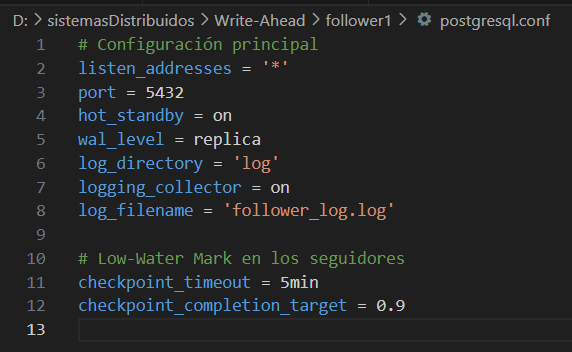 D: > sistemasDistribuidos > Write-Ahead > follower1 > postgresql.conf
1 # Configuración principal
2 listen_addresses = '*'
3 port = 5432
4 hot_standby = on
5 wal_level = replica
6 log_directory = 'log'
7 logging_collector = on
8 log_filename = 'follower_log.log'
9
10 # Low-Water Mark en los seguidores
11 checkpoint_timeout = 5min
12 checkpoint_completion_target = 0.9
13